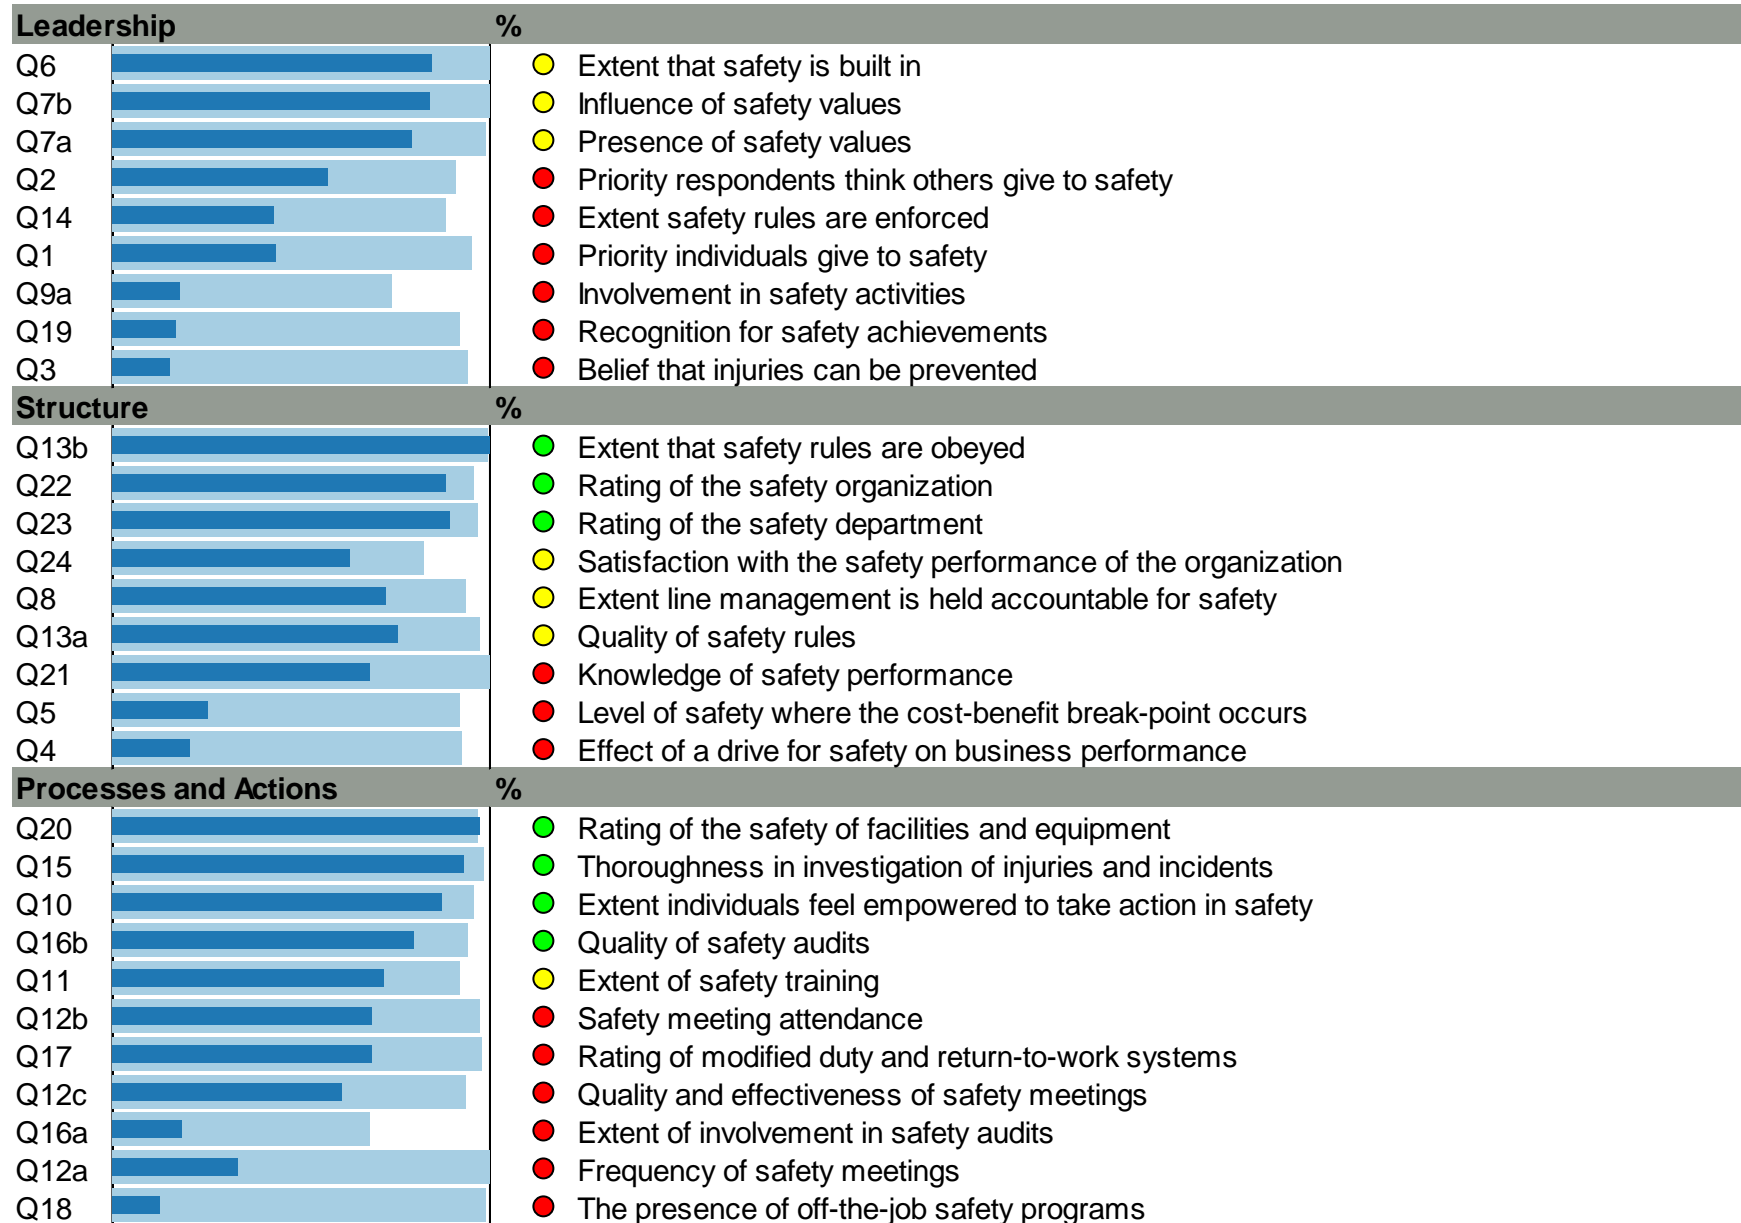 Leadership %
Q6 Extent that safety is built in
Q7b Influence of safety values
Q7a Presence of safety values
Q2 Priority respondents think others give to safety
Q14 Extent safety rules are enforced
Q1 Priority individuals give to safety
Q9a Involvement in safety activities
Q19 Recognition for safety achievements
Q3 Belief that injuries can be prevented
Structure %
Q13b Extent that safety rules are obeyed
Q22 Rating of the safety organization
Q23 Rating of the safety department
Q24 Satisfaction with the safety performance of the organization
Q8 Extent line management is held accountable for safety
Q13a Quality of safety rules
Q21 Knowledge of safety performance
Q5 Level of safety where the cost-benefit break-point occurs
Q4 Effect of a drive for safety on business performance
Processes and Actions %
Q20 Rating of the safety of facilities and equipment
Q15 Thoroughness in investigation of injuries and incidents
Q10 Extent individuals feel empowered to take action in safety
Q16b Quality of safety audits
Q11 Extent of safety training
Q12b Safety meeting attendance
Q17 Rating of modified duty and return-to-work systems
Q12c Quality and effectiveness of safety meetings
Q16a Extent of involvement in safety audits
Q12a Frequency of safety meetings
Q18 The presence of off-the-job safety programs